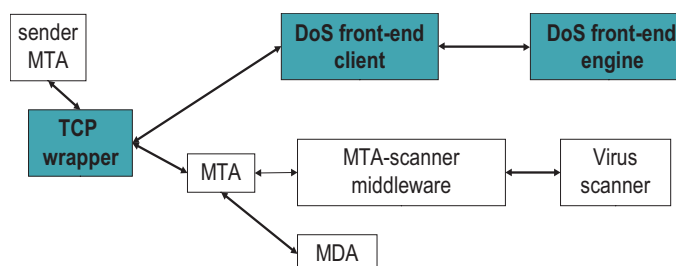 sender
MTA
DoS front-end
client
DoS front-end
engine
TCP
wrapper
MTA
MTA-scanner
middleware
Virus
scanner
MDA